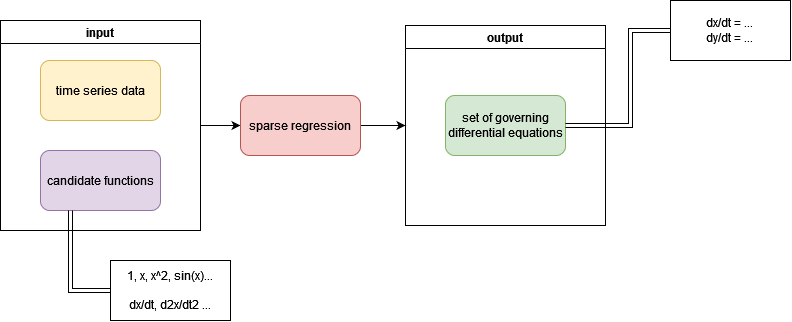 input
time series data
candidate functions
1, x, x^2, sin(x)...
dx/dt, d2x/dt2 ...
sparse regression
output
set of governing
differential equations
dx/dt = ...
dy/dt = ...